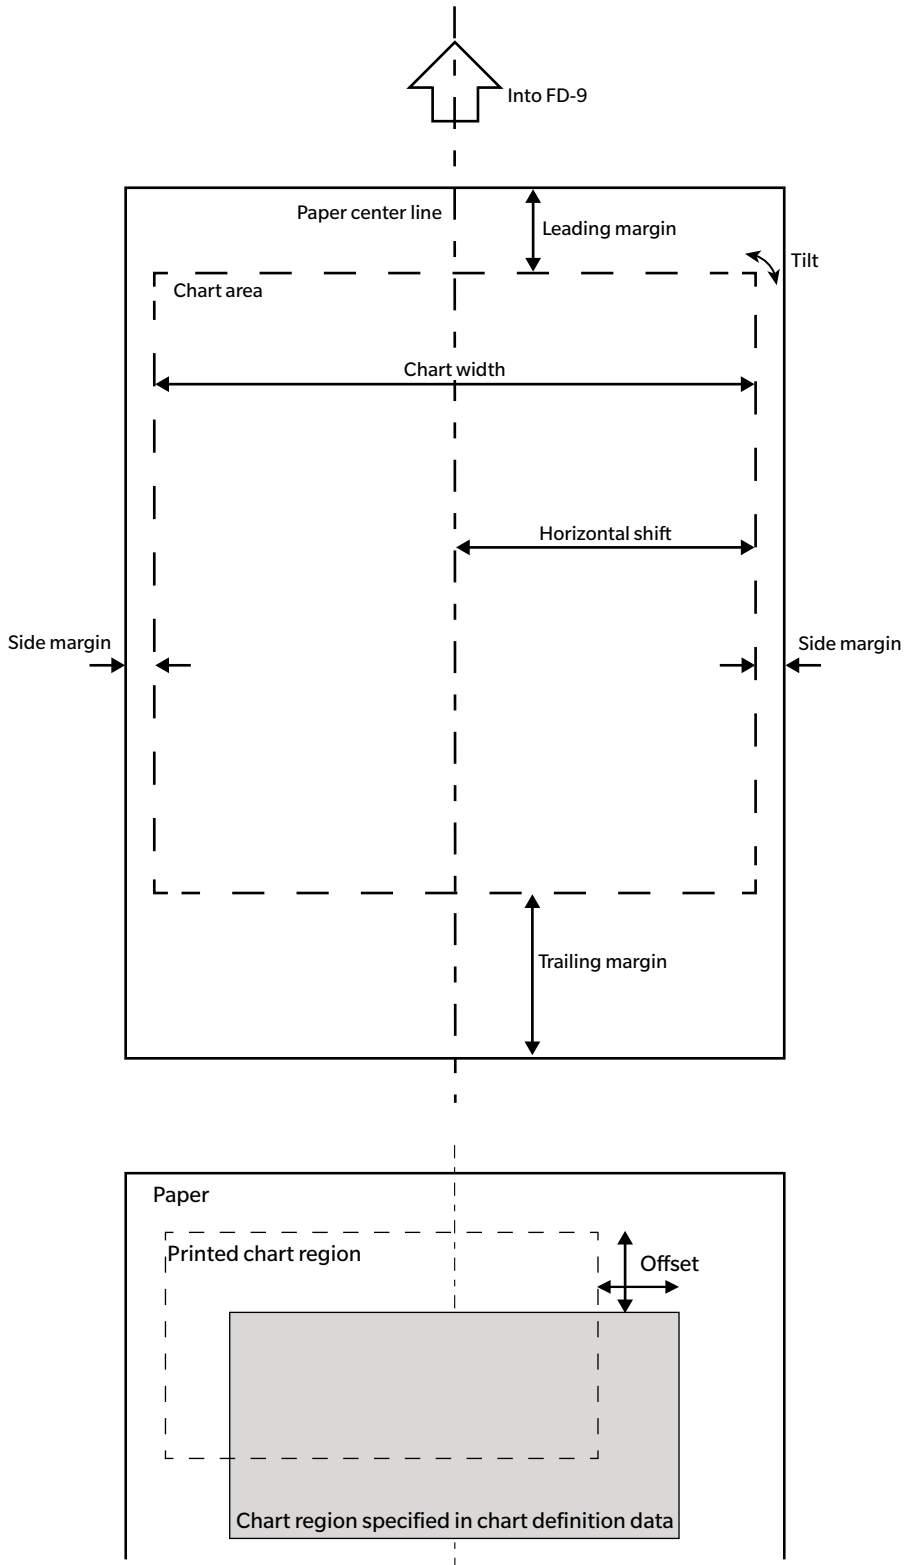 Into FD-9
Paper center line
Leading margin
Tilt
Chart area
Chart width
Horizontal shift
Side margin
Side margin
Trailing margin
Paper
Printed chart region
Offset
Chart region specified in chart definition data